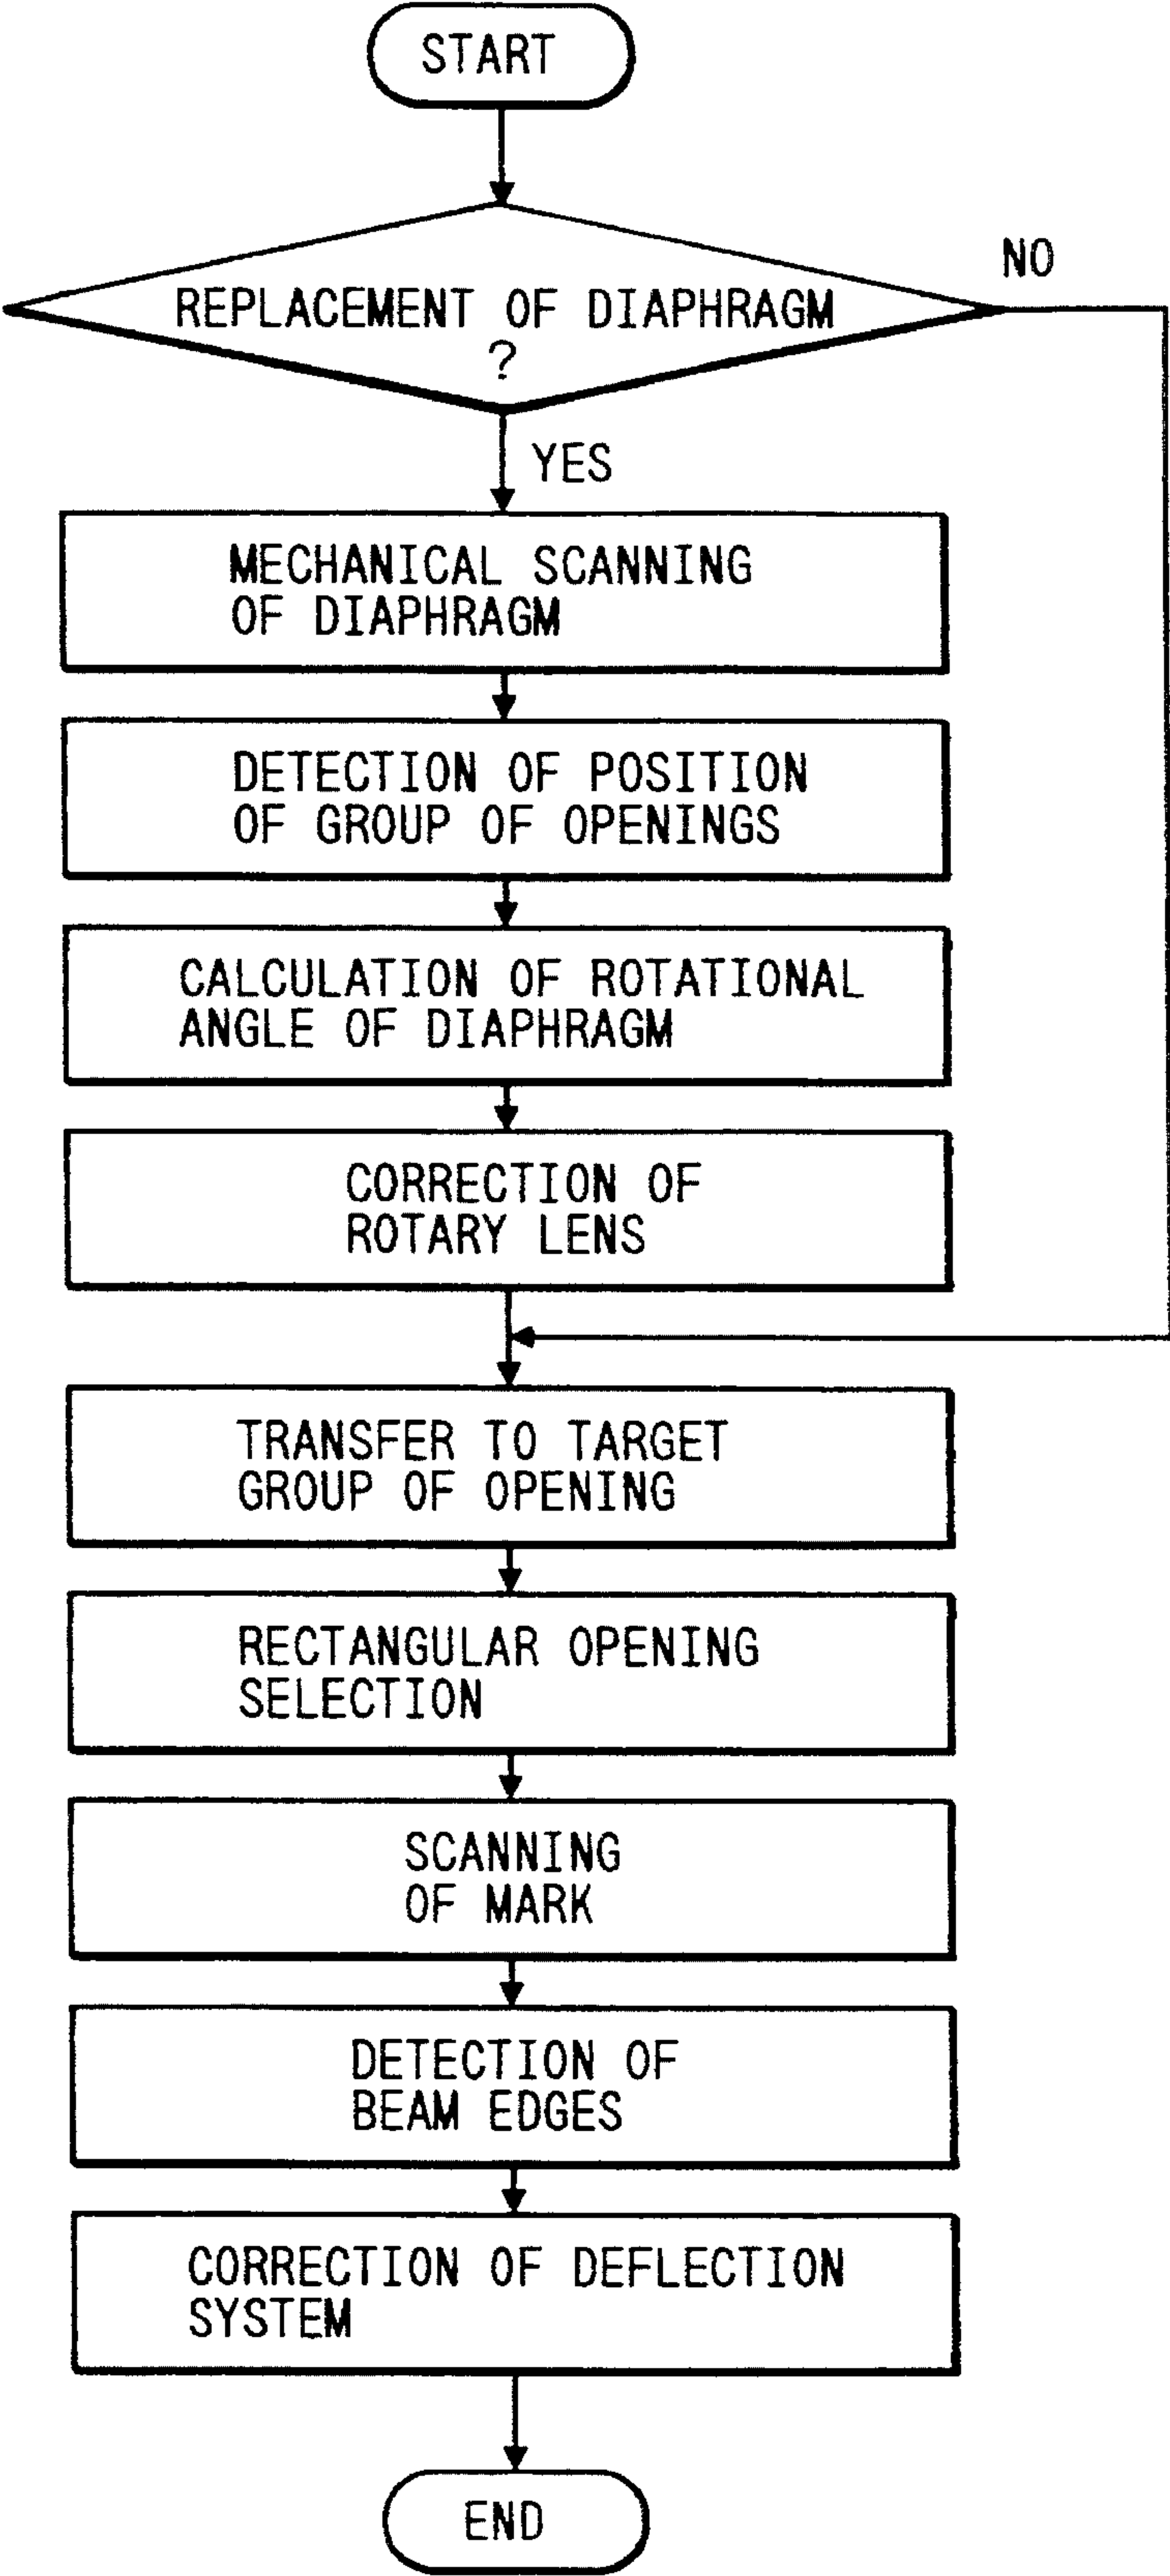 START
REPLACEMENT OF DIAPHRAGM
?
NO
YES
MECHANICAL SCANNING
OF DIAPHRAGM
DETECTION OF POSITION
OF GROUP OF OPENINGS
CALCULATION OF ROTATIONAL
ANGLE OF DIAPHRAGM
CORRECTION OF
ROTARY LENS
TRANSFER TO TARGET
GROUP OF OPENING
RECTANGULAR OPENING
SELECTION
SCANNING
OF MARK
DETECTION OF
BEAM EDGES
CORRECTION OF DEFLECTION
SYSTEM
END